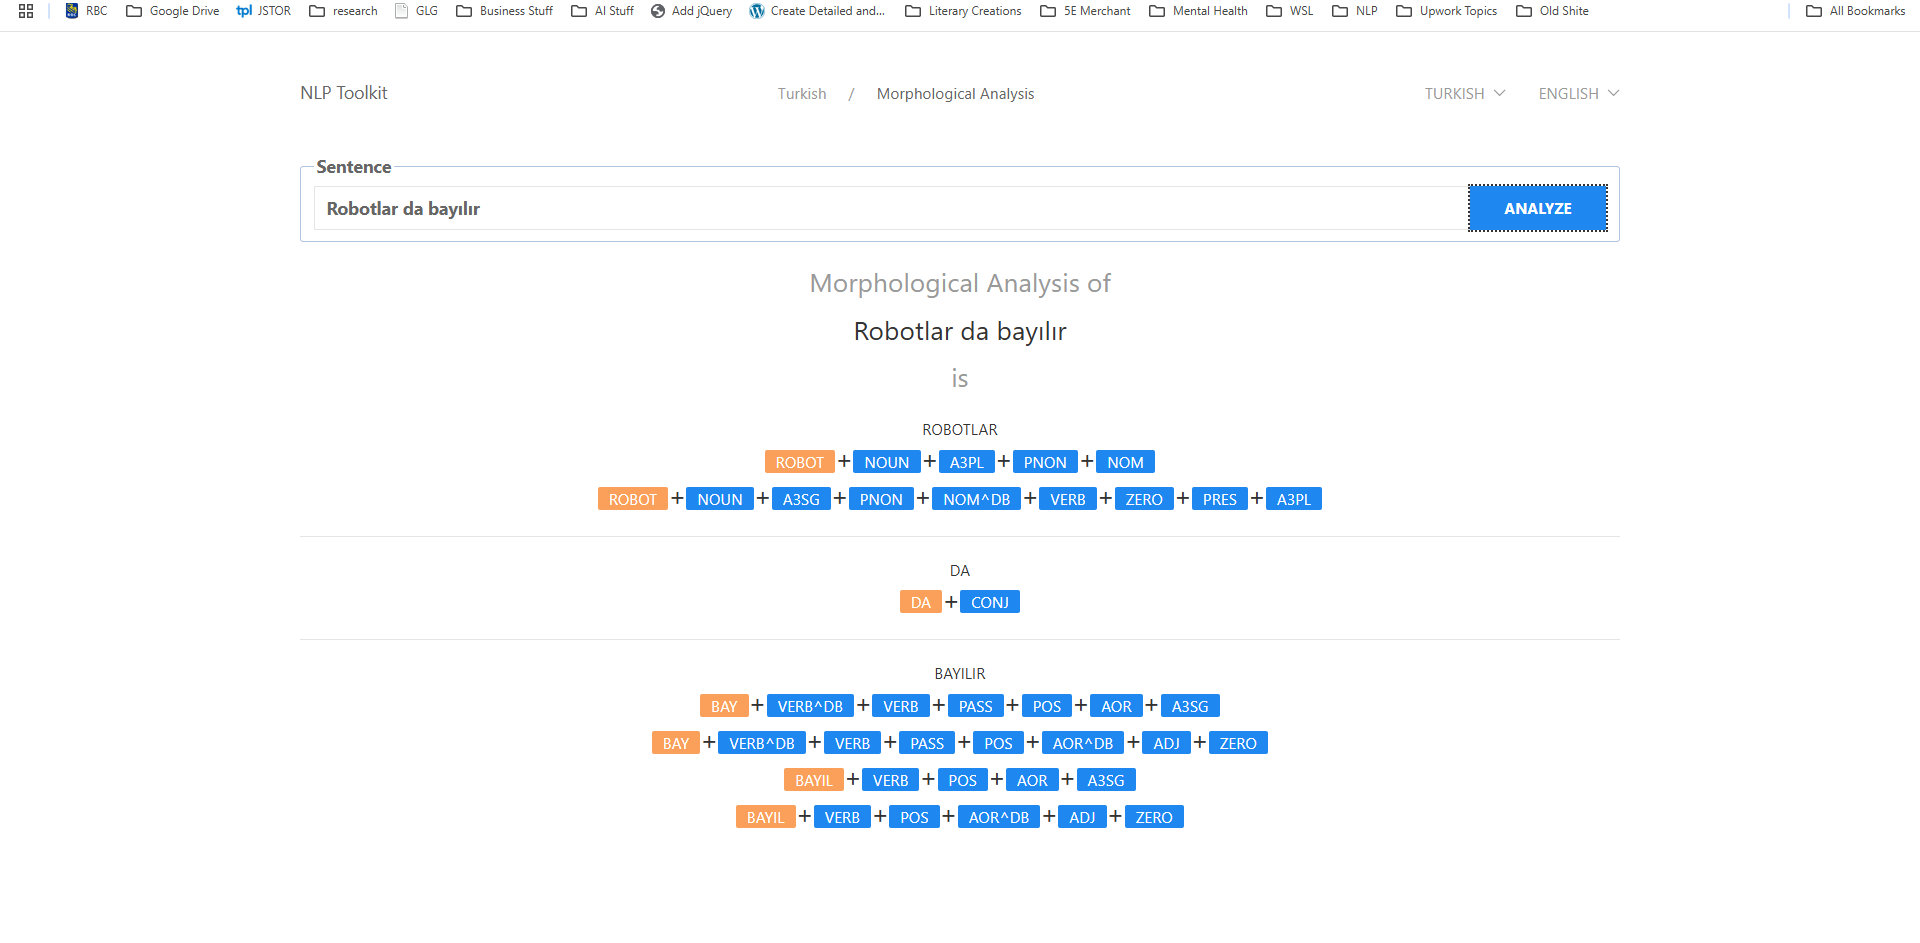 RBC Google Drive tpl JSTOR research GLG Business Stuff AI Stuff Add jQuery Create Detailed and... Literary Creations 5E Merchant Mental Health WSL NLP Upwork Topics Old Shite All Bookmarks
NLP Toolkit Turkish / Morphological Analysis TURKISH ENGLISH
Sentence
Robotlar da bayılır ANALYZE
Morphological Analysis of
Robotlar da bayılır
is
ROBOTLAR
ROBOT + NOUN + A3PL + PNON + NOM
ROBOT + NOUN + A3SG + PNON + NOM^DB + VERB + ZERO + PRES + A3PL
DA
DA + CONJ
BAYILIR
BAY + VERB^DB + VERB + PASS + POS + AOR + A3SG
BAY + VERB^DB + VERB + PASS + POS + AOR^DB + ADJ + ZERO
BAYIL + VERB + POS + AOR + A3SG
BAYIL + VERB + POS + AOR^DB + ADJ + ZERO